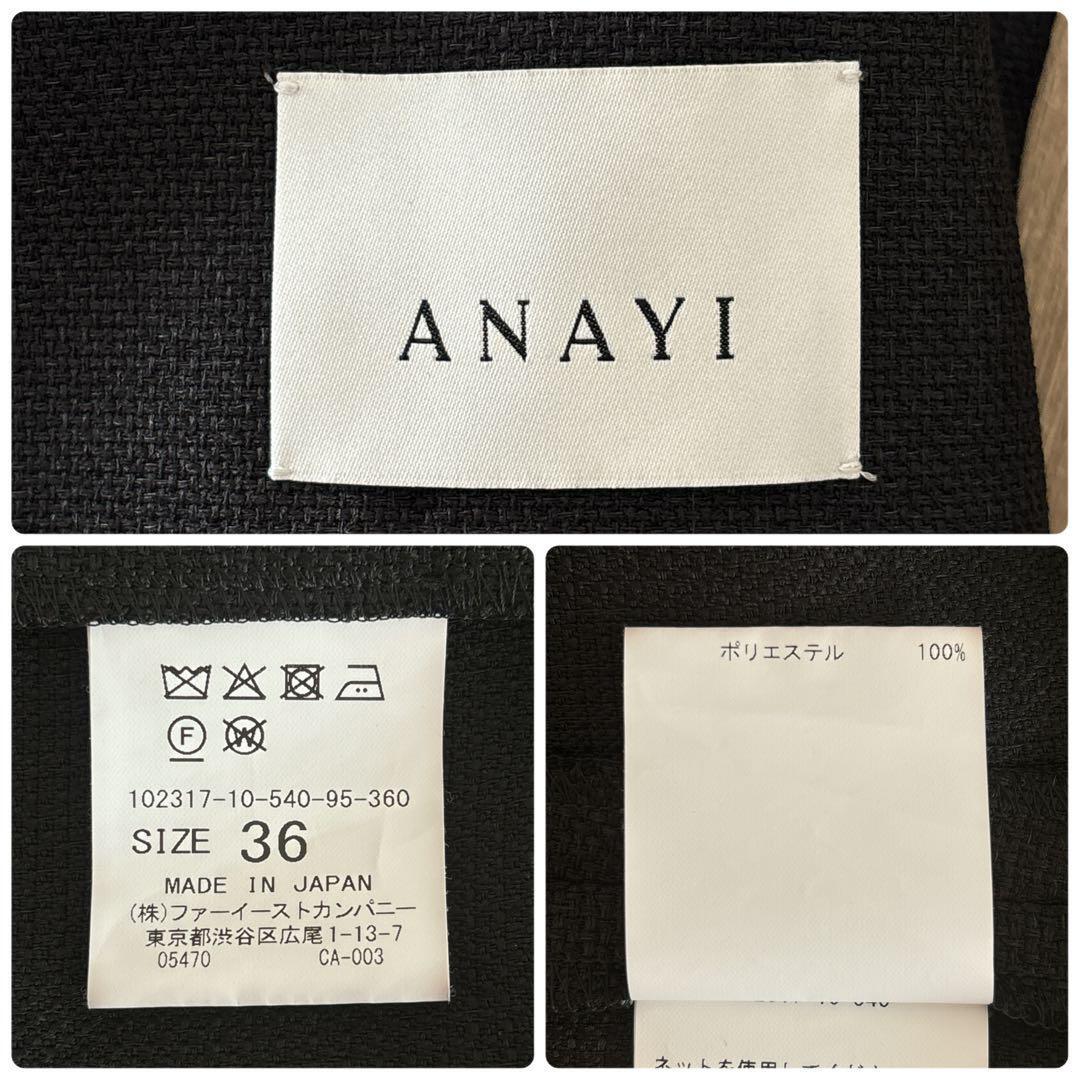 ANAYI
F
W
102317-10-540-95-360
SIZE 36
MADE IN JAPAN
(株)ファーイーストカンパニー
東京都渋谷区広尾1-13-7
05470 CA-003
ポリエステル 100%